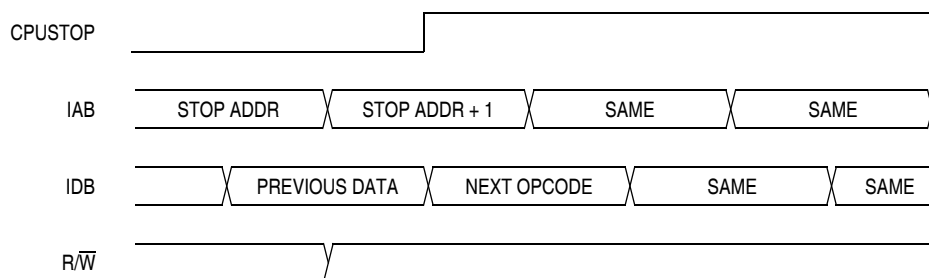 CPUSTOP
IAB STOP ADDR STOP ADDR + 1 SAME SAME
IDB PREVIOUS DATA NEXT OPCODE SAME SAME
R/W̅